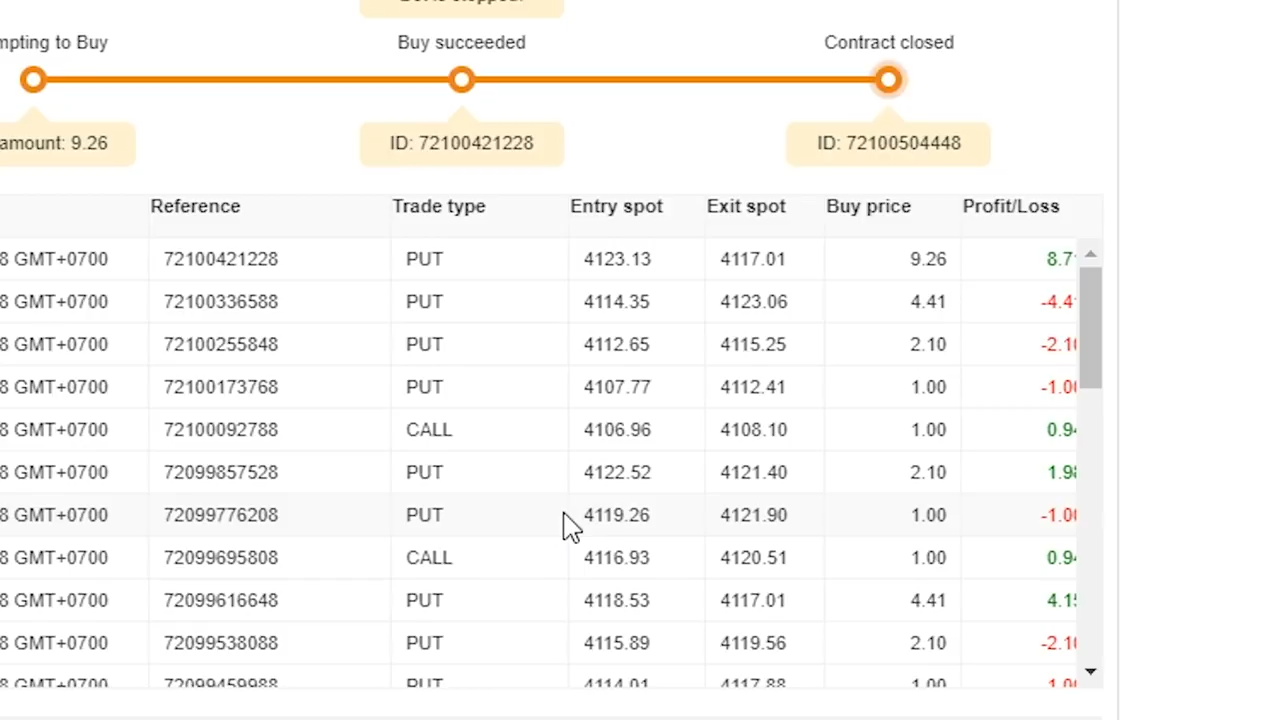 to Buy
Buy succeeded
Contract closed
amount: 9.26
ID: 72100421228
ID: 72100504448
Reference Trade type Entry spot Exit spot Buy price Profit/Loss
8 GMT+0700 72100421228 PUT 4123.13 4117.01 9.26
8 GMT+0700 72100336588 PUT 4114.35 4123.06 4.41
8 GMT+0700 72100255848 PUT 4112.65 4115.25 2.10
8 GMT+0700 72100173768 PUT 4107.77 4112.41 1.00
8 GMT+0700 72100092788 CALL 4106.96 4108.10 1.00
8 GMT+0700 72099857528 PUT 4122.52 4121.40 2.10
8 GMT+0700 72099776208 PUT 4119.26 4121.90 1.00
8 GMT+0700 72099695808 CALL 4116.93 4120.51 1.00
8 GMT+0700 72099616648 PUT 4118.53 4117.01 4.41
8 GMT+0700 72099538088 PUT 4115.89 4119.56 2.10